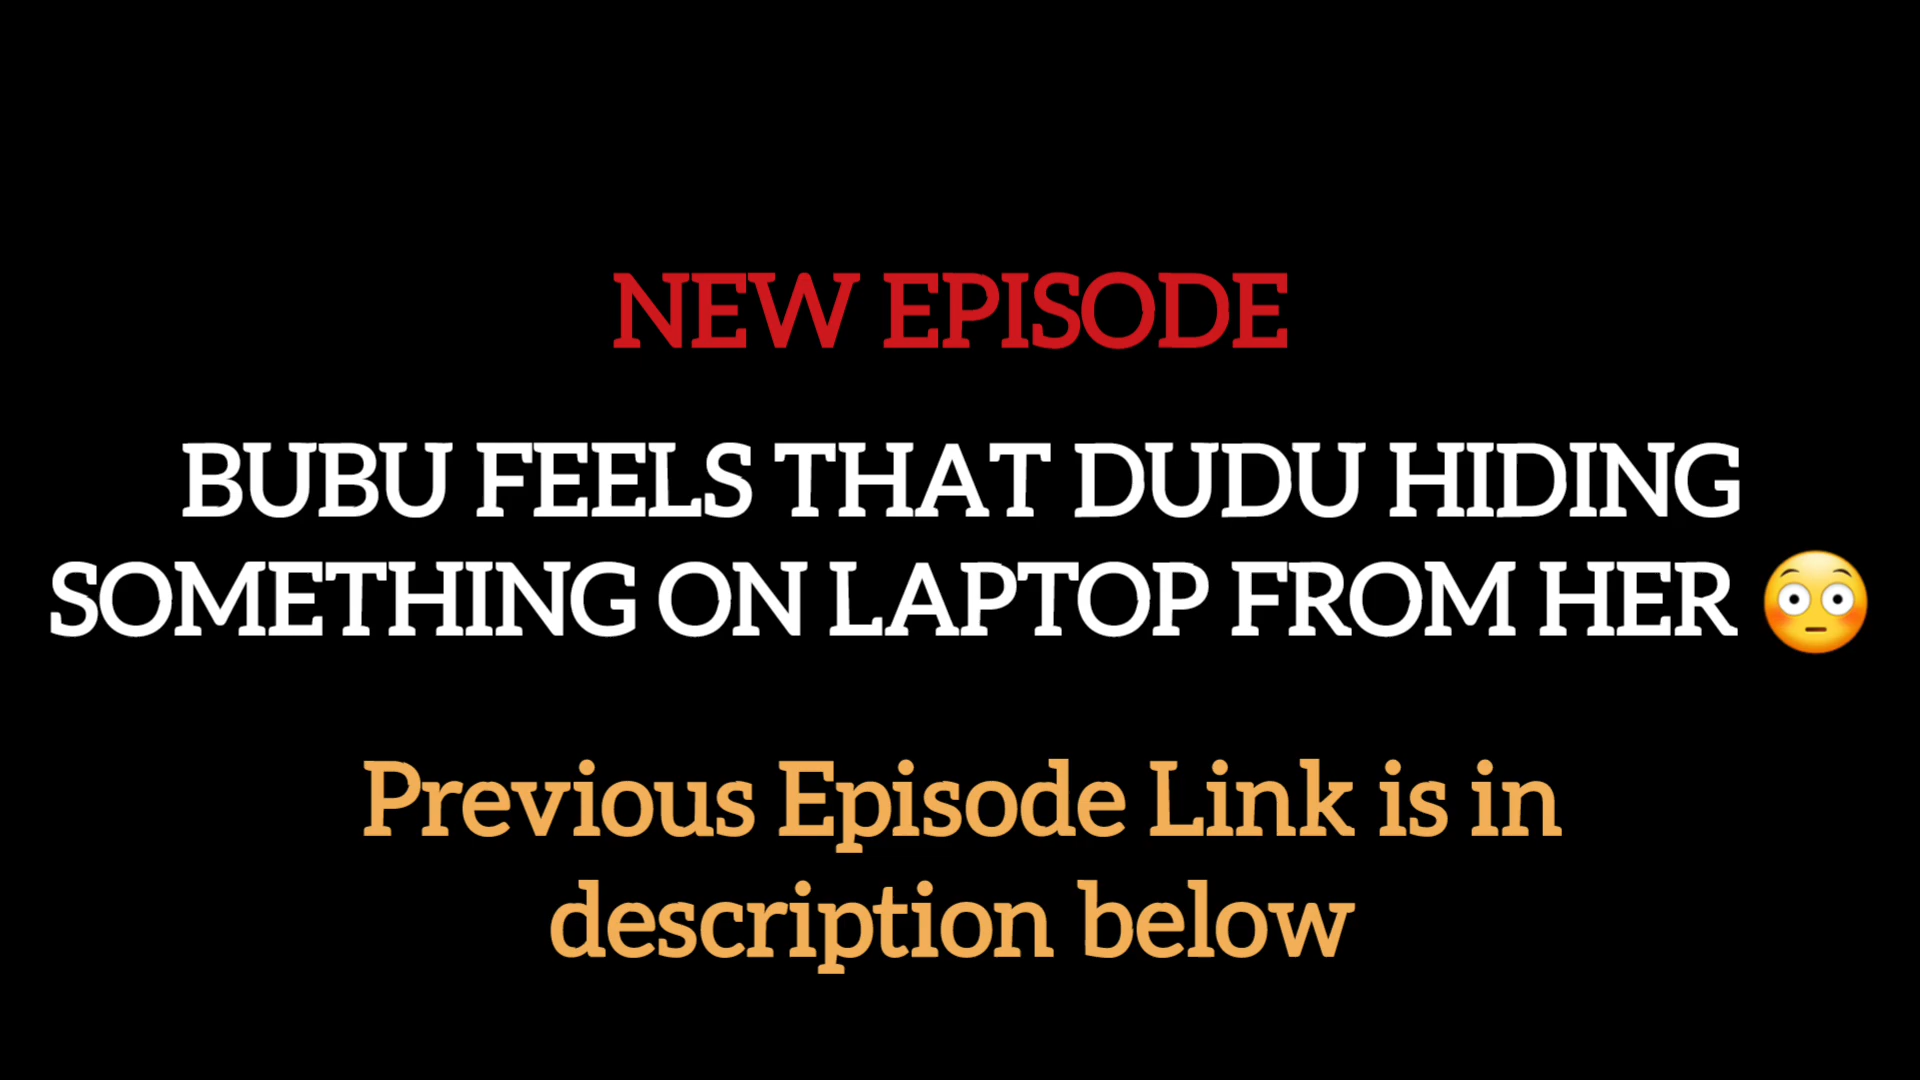 NEW EPISODE
BUBU FEELS THAT DUDU HIDING
SOMETHING ON LAPTOP FROM HER 😳
Previous Episode Link is in
description below